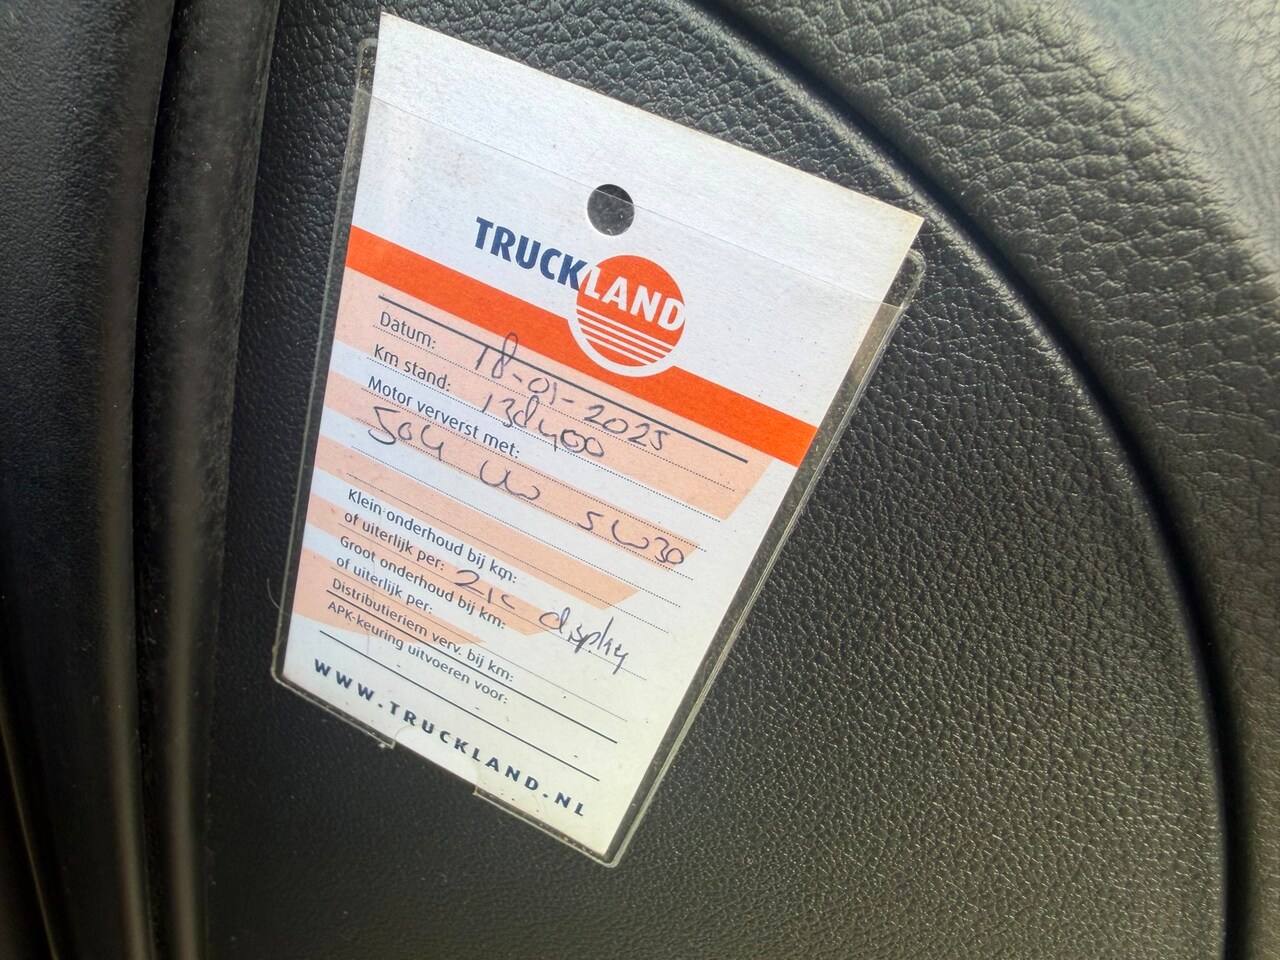 TRUCKLAND
Datum: 18-01-2025
Km stand:
Motor ververst met:
504 5w30
Klein onderhoud bij km:
of uiterlijk per:
Groot onderhoud bij km: display
of uiterlijk per:
Distributieriem verv. bij km:
APK-keuring uitvoeren voor:
WWW.TRUCKLAND.NL